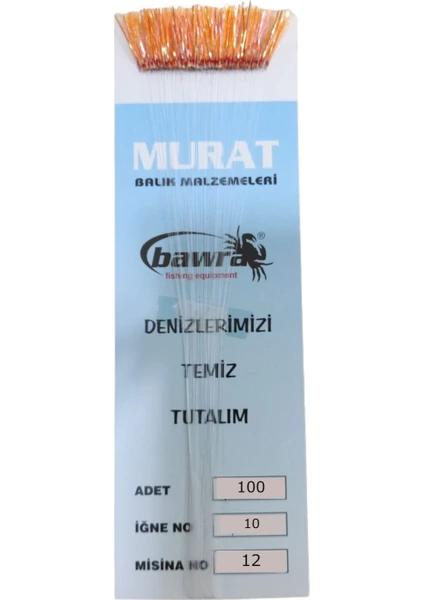 MURAT
BALIK MALZEMELERİ
bawra®
fishing equipment
DENİZLERİMİZİ
TEMİZ
TUTALIM
ADET 100
İĞNE NO 10
MİSİNA NO 12